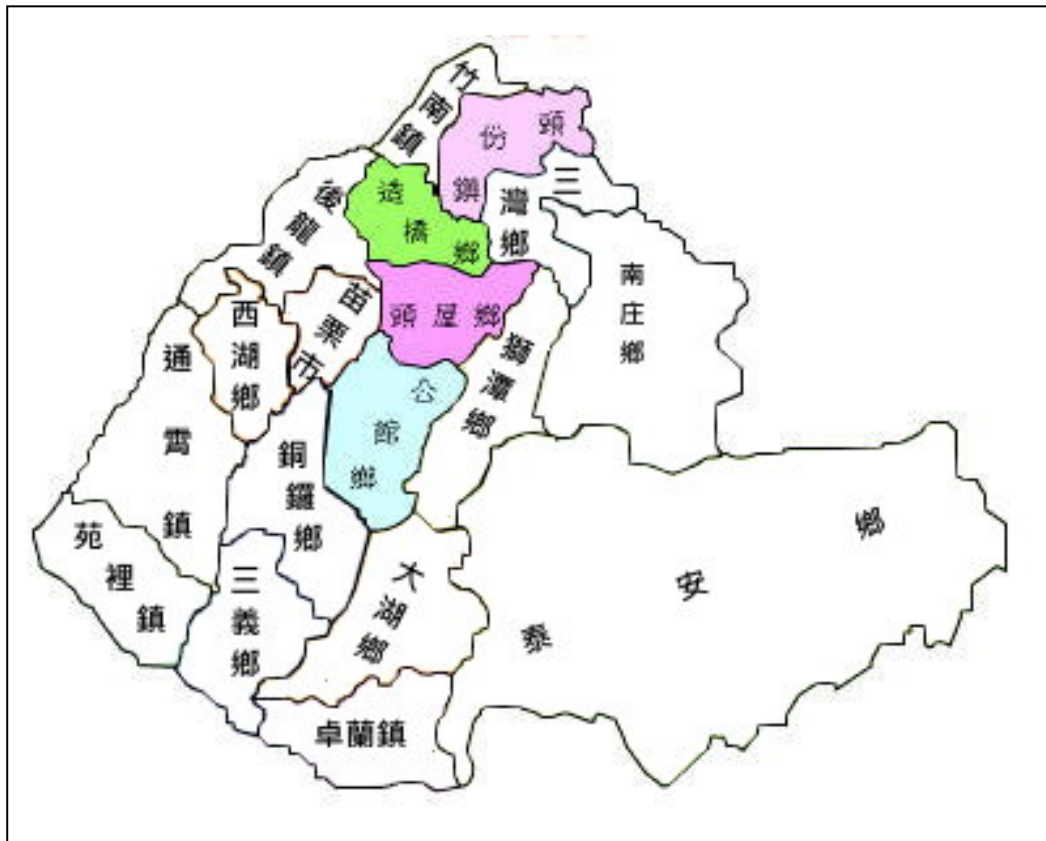 竹南鎮
頭份鎮
三灣鄉
造橋鄉
後龍鎮
南庄鄉
頭屋鄉
苗栗市
西湖鄉
獅潭鄉
通霄鎮
公館鄉
銅鑼鄉
苑裡鎮
三義鄉
大湖鄉
泰安鄉
卓蘭鎮